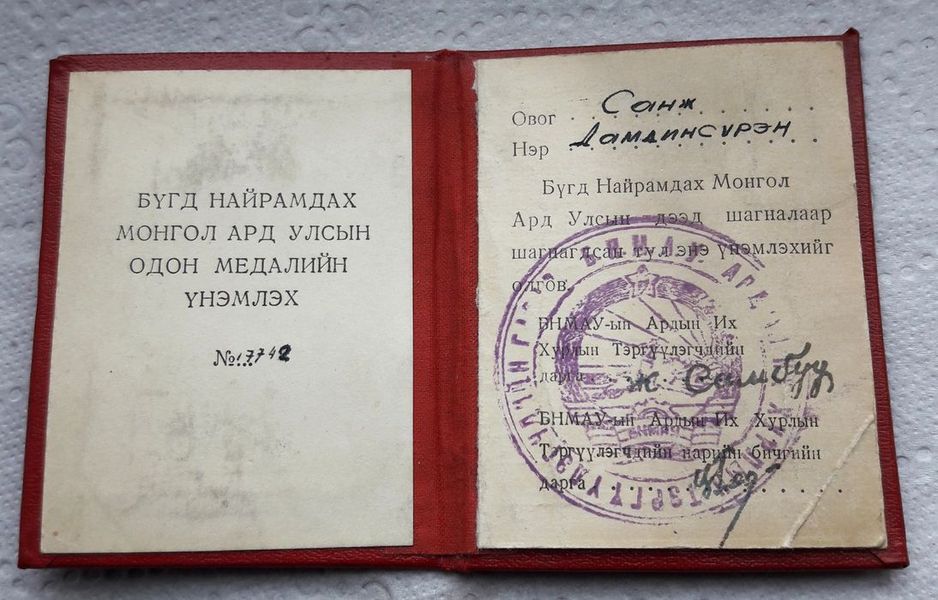 БҮГД НАЙРАМДАХ
МОНГОЛ АРД УЛСЫН
ОДОН МЕДАЛИЙН
ҮНЭМЛЭХ
№ 7742
Овог Санж
Нэр Дамдинсүрэн
Бүгд Найрамдах Монгол
Ард Улсын дээд шагналаар
шагнагдсан тул энэ үнэмлэхийг
олгов.
БНМАУ-ын Ардын Их
Хурлын Тэргүүлэгчдийн
дарга Ж Самбуу
БНМАУ-ын Ардын Их Хурлын
Тэргүүлэгчдийн нарийн бичгийн
дарга